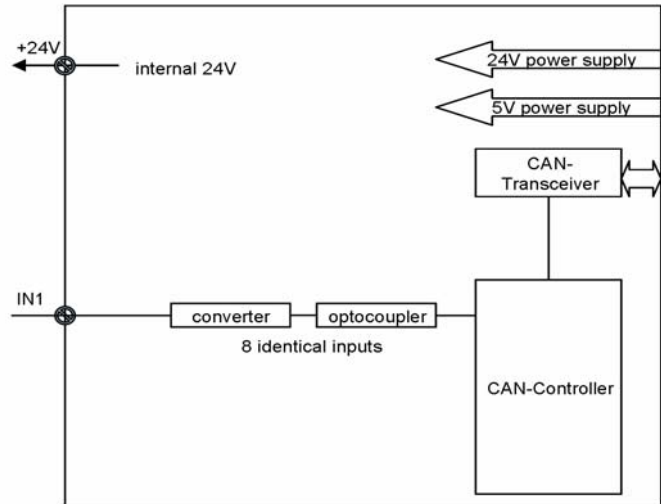 +24V
internal 24V
24V power supply
5V power supply
CAN-
Transceiver
IN1
converter
optocoupler
8 identical inputs
CAN-Controller